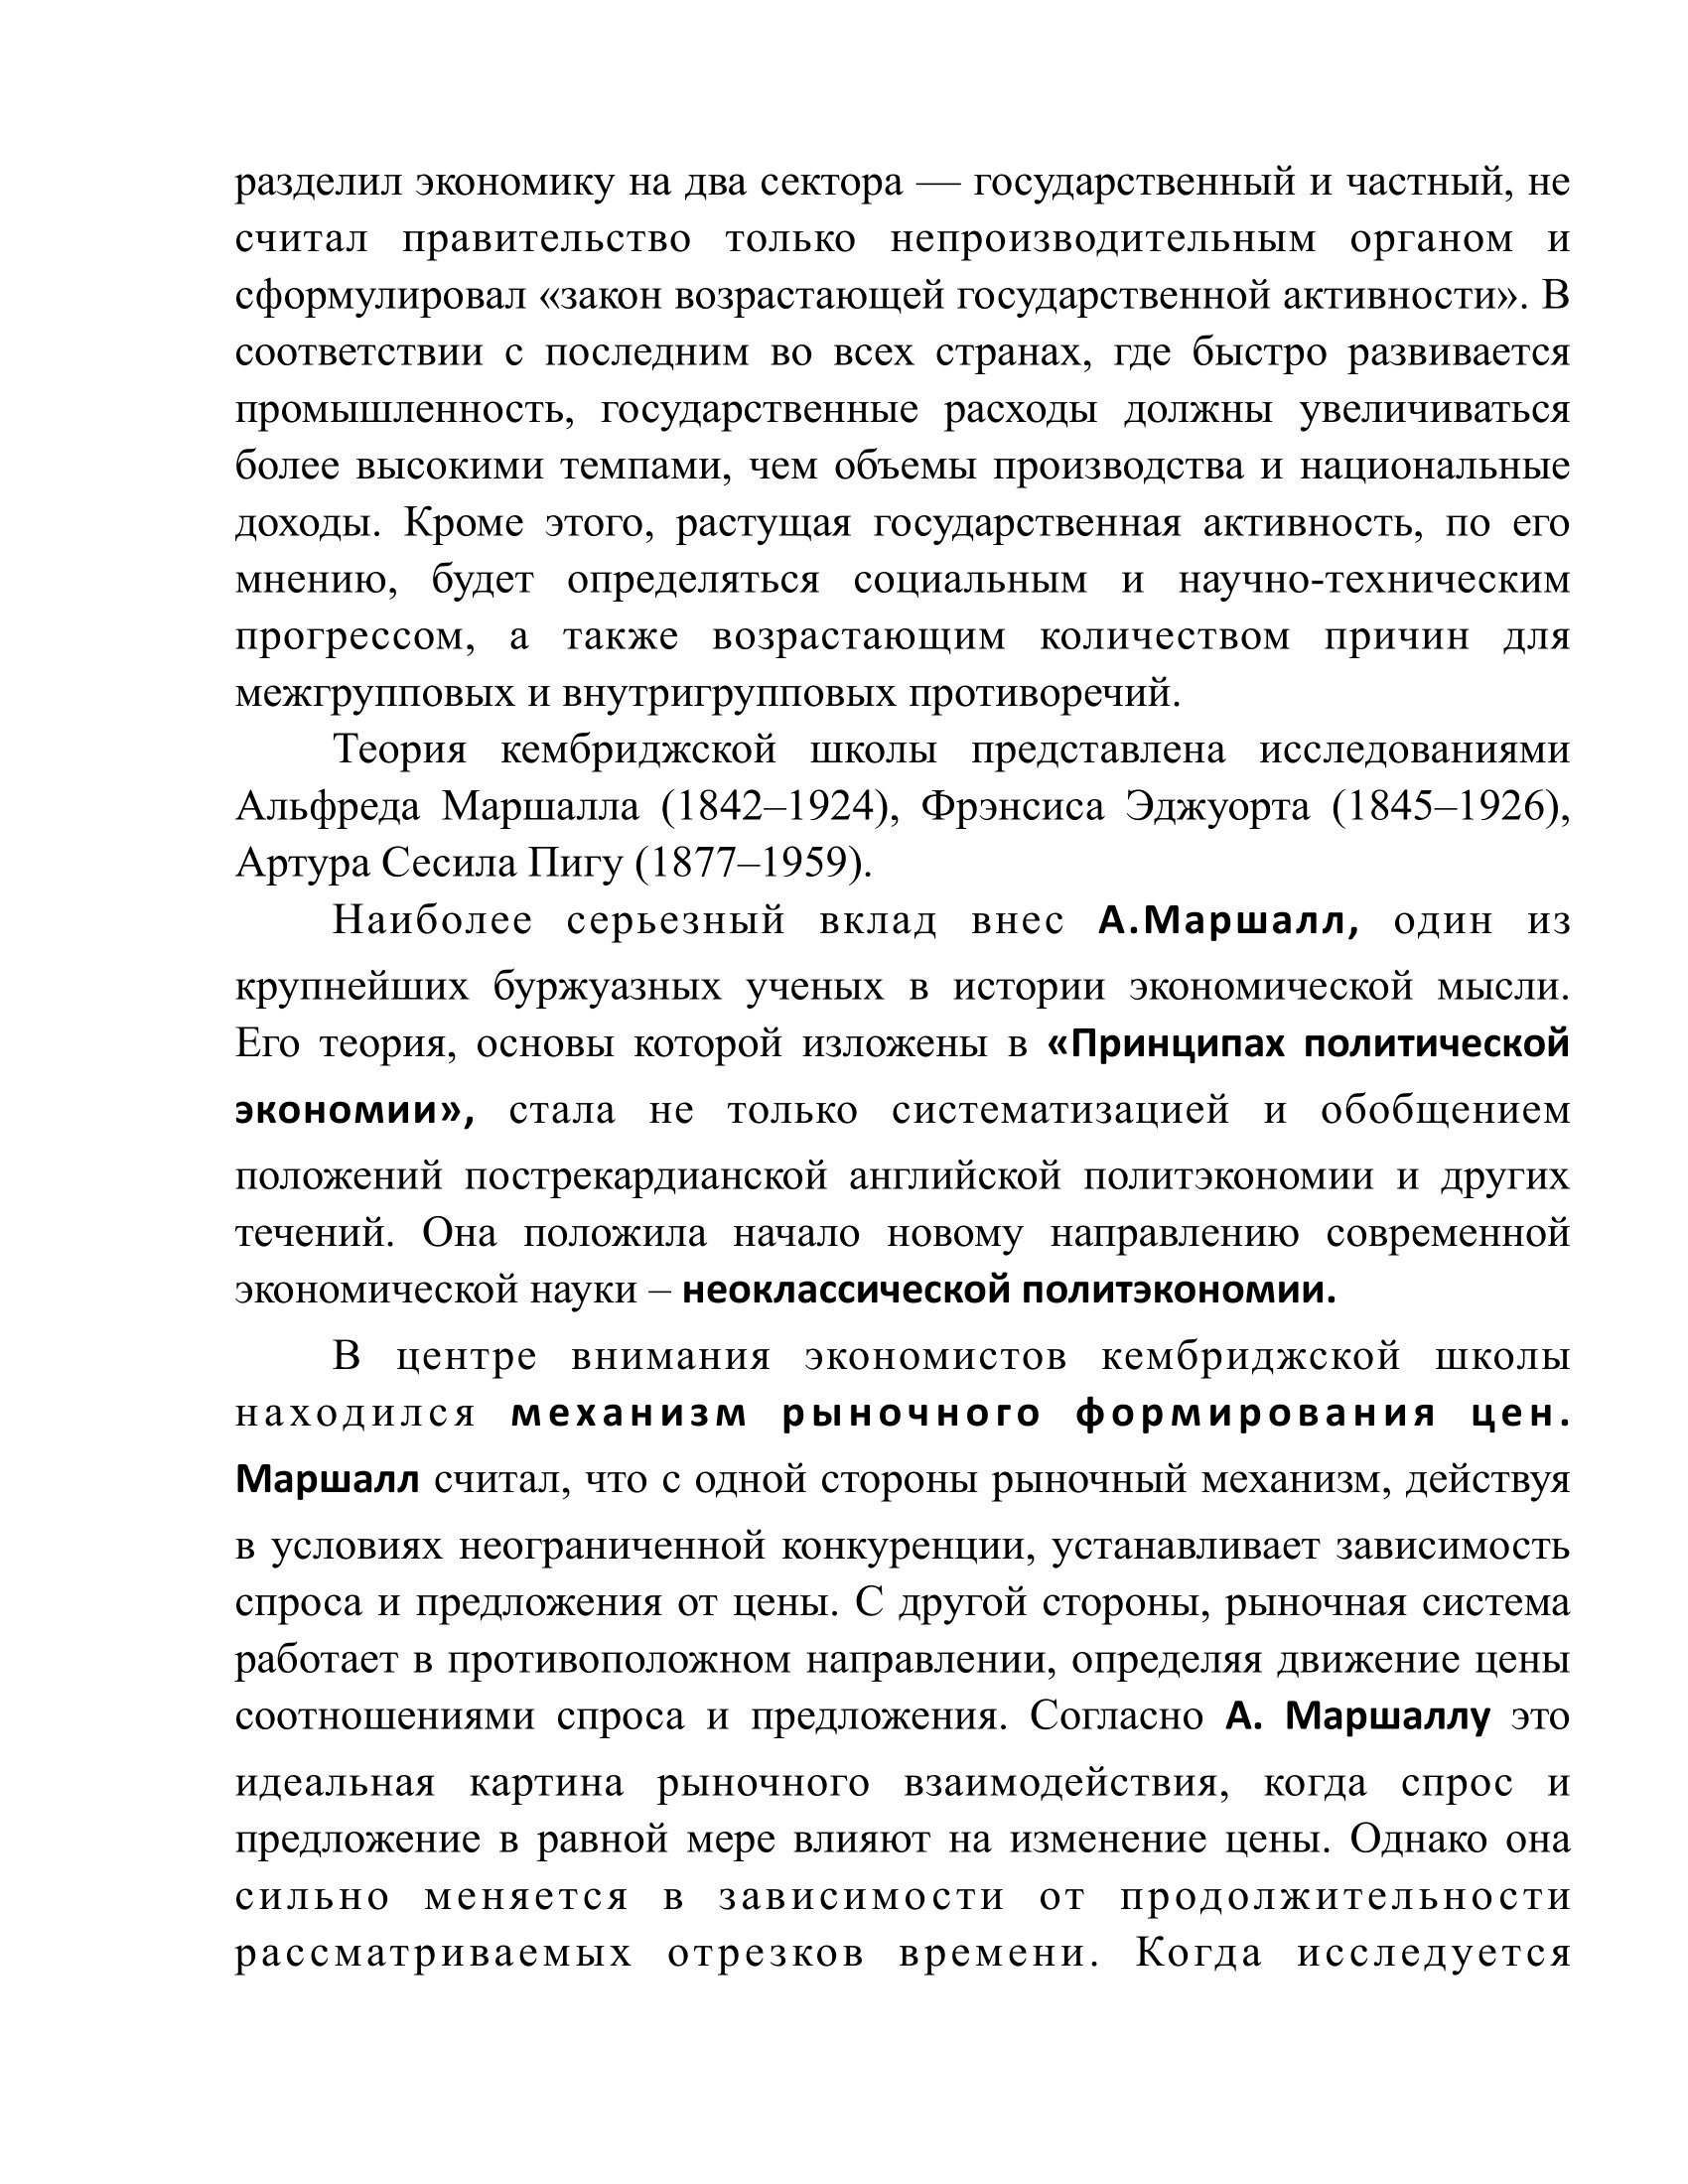 разделил экономику на два сектора — государственный и частный, не
считал правительство только непроизводительным органом и
сформулировал «закон возрастающей государственной активности». В
соответствии с последним во всех странах, где быстро развивается
промышленность, государственные расходы должны увеличиваться
более высокими темпами, чем объемы производства и национальные
доходы. Кроме этого, растущая государственная активность, по его
мнению, будет определяться социальным и научно-техническим
прогрессом, а также возрастающим количеством причин для
межгрупповых и внутригрупповых противоречий.
Теория кембриджской школы представлена исследованиями
Альфреда Маршалла (1842–1924), Фрэнсиса Эджуорта (1845–1926),
Артура Сесила Пигу (1877–1959).
Наиболее серьезный вклад внес А.Маршалл, один из
крупнейших буржуазных ученых в истории экономической мысли.
Его теория, основы которой изложены в «Принципах политической
экономии», стала не только систематизацией и обобщением
положений пострекардианской английской политэкономии и других
течений. Она положила начало новому направлению современной
экономической науки – неоклассической политэкономии.
В центре внимания экономистов кембриджской школы
находился механизм рыночного формирования цен.
Маршалл считал, что с одной стороны рыночный механизм, действуя
в условиях неограниченной конкуренции, устанавливает зависимость
спроса и предложения от цены. С другой стороны, рыночная система
работает в противоположном направлении, определяя движение цены
соотношениями спроса и предложения. Согласно А. Маршаллу это
идеальная картина рыночного взаимодействия, когда спрос и
предложение в равной мере влияют на изменение цены. Однако она
сильно меняется в зависимости от продолжительности
рассматриваемых отрезков времени. Когда исследуется